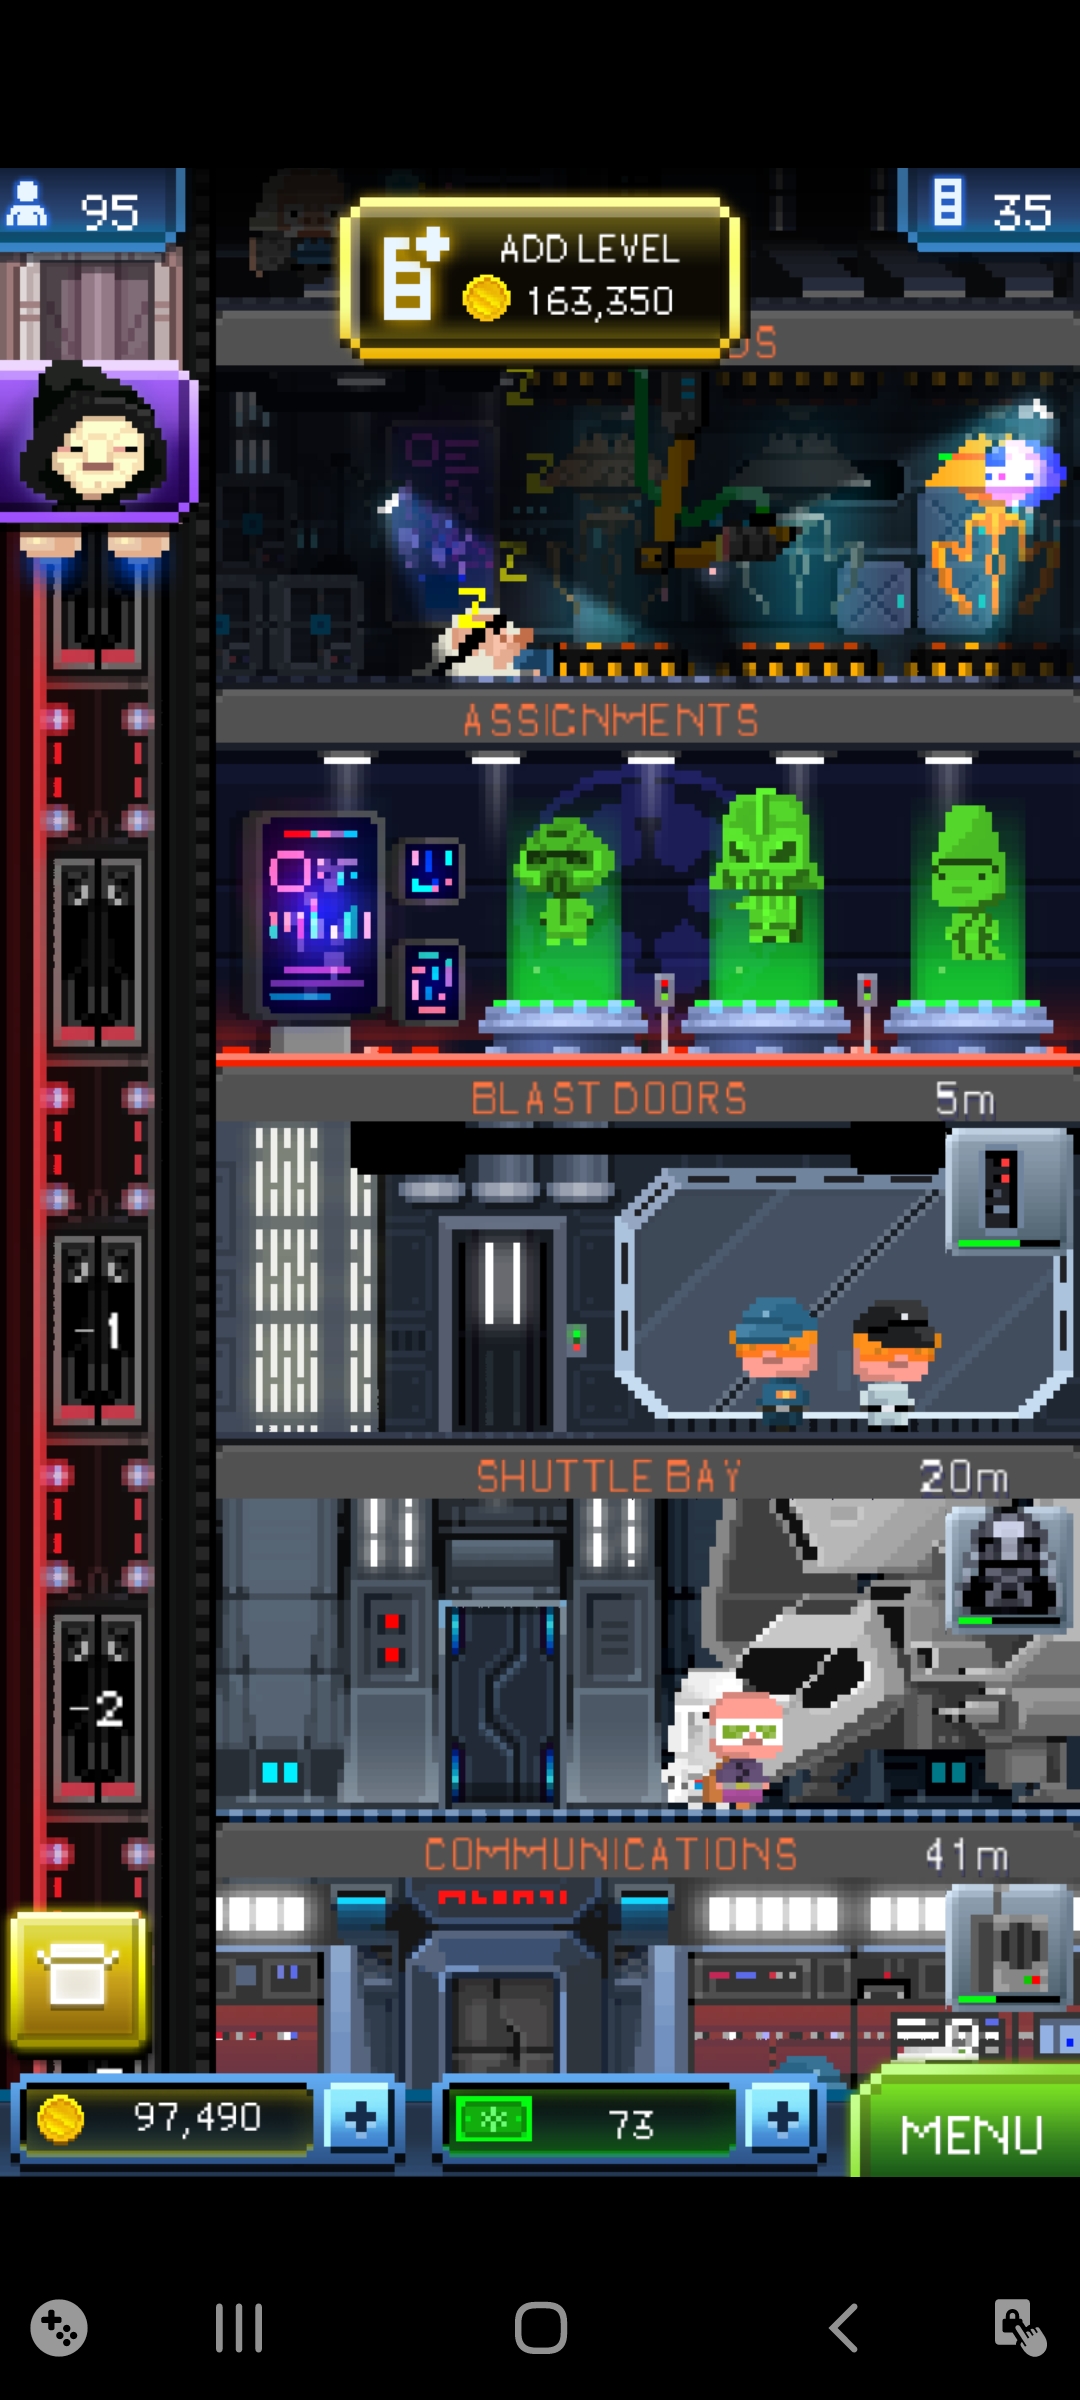 95
ADD LEVEL
163,350
35
DS
Z
Z
Z
Z
ASSIGNMENTS
BLAST DOORS 5m
-1
SHUTTLE BAY 20m
-2
COMMUNICATIONS 41m
97,490
73
MENU